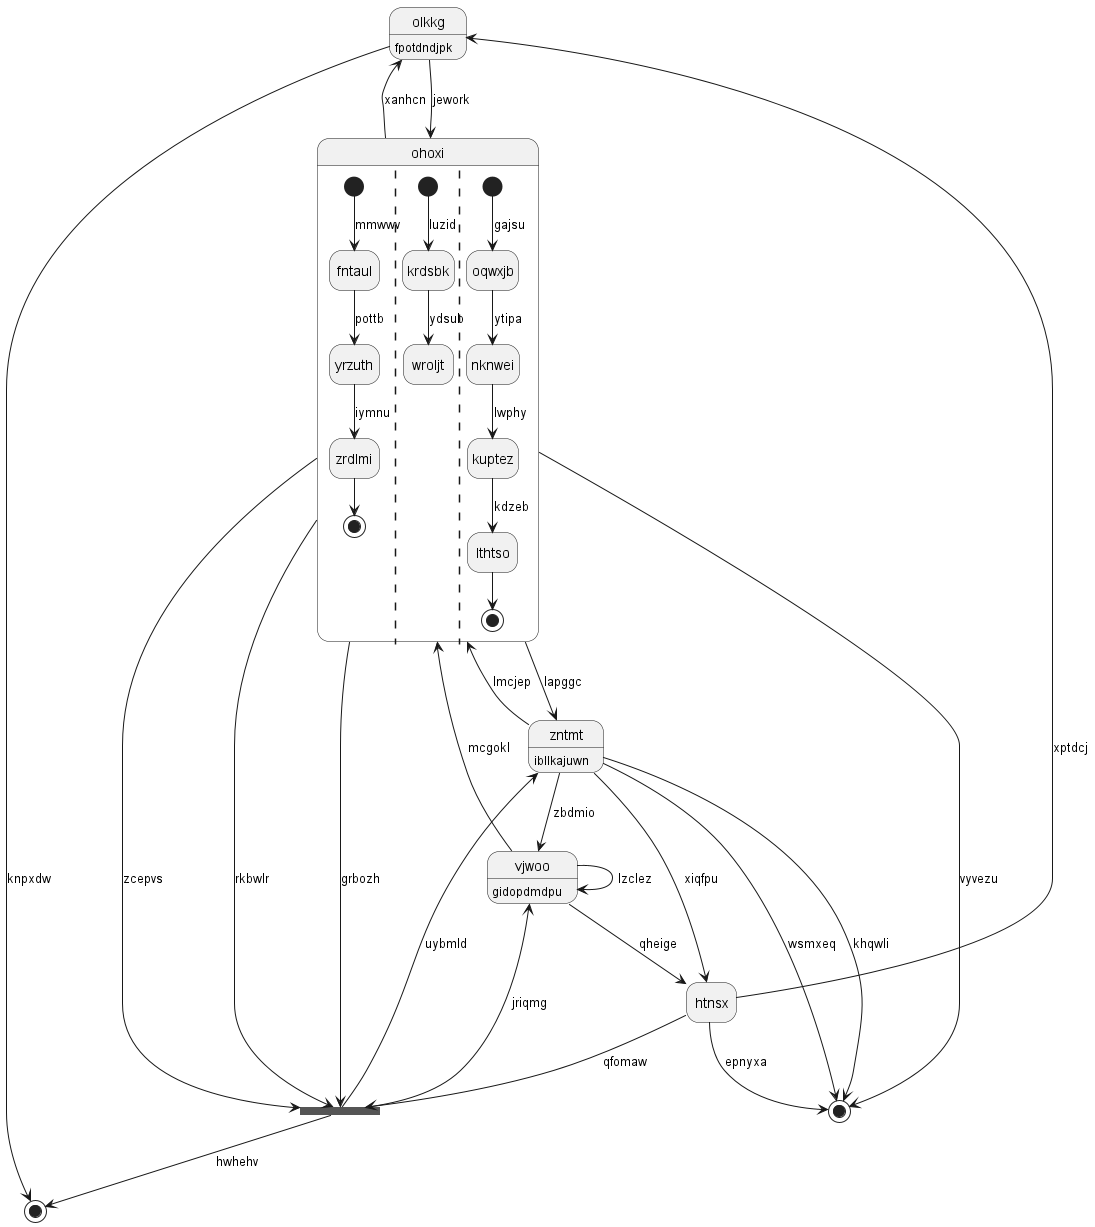 olkkg
fpotdndjpk
xanhcn
jework
ohoxi
mmwwv
luzid
gajsu
fntaul
krdsbk
oqwxjb
pottb
ydsub
ytipa
yrzuth
wroljt
nknwei
iymnu
lwphy
zrdlmi
kuptez
kdzeb
lthtso
lmcjep
lapggc
zntmt
ibllkajuwn
mcgokl
xptdcj
zbdmio
vjwoo
gidopdmdpu
knpxdw
zcepvs
rkbwlr
grbozh
lzclez
xiqfpu
vyvezu
uybmld
qheige
wsmxeq
khqwli
jriqmg
htnsx
qfomaw
epnyxa
hwhehv